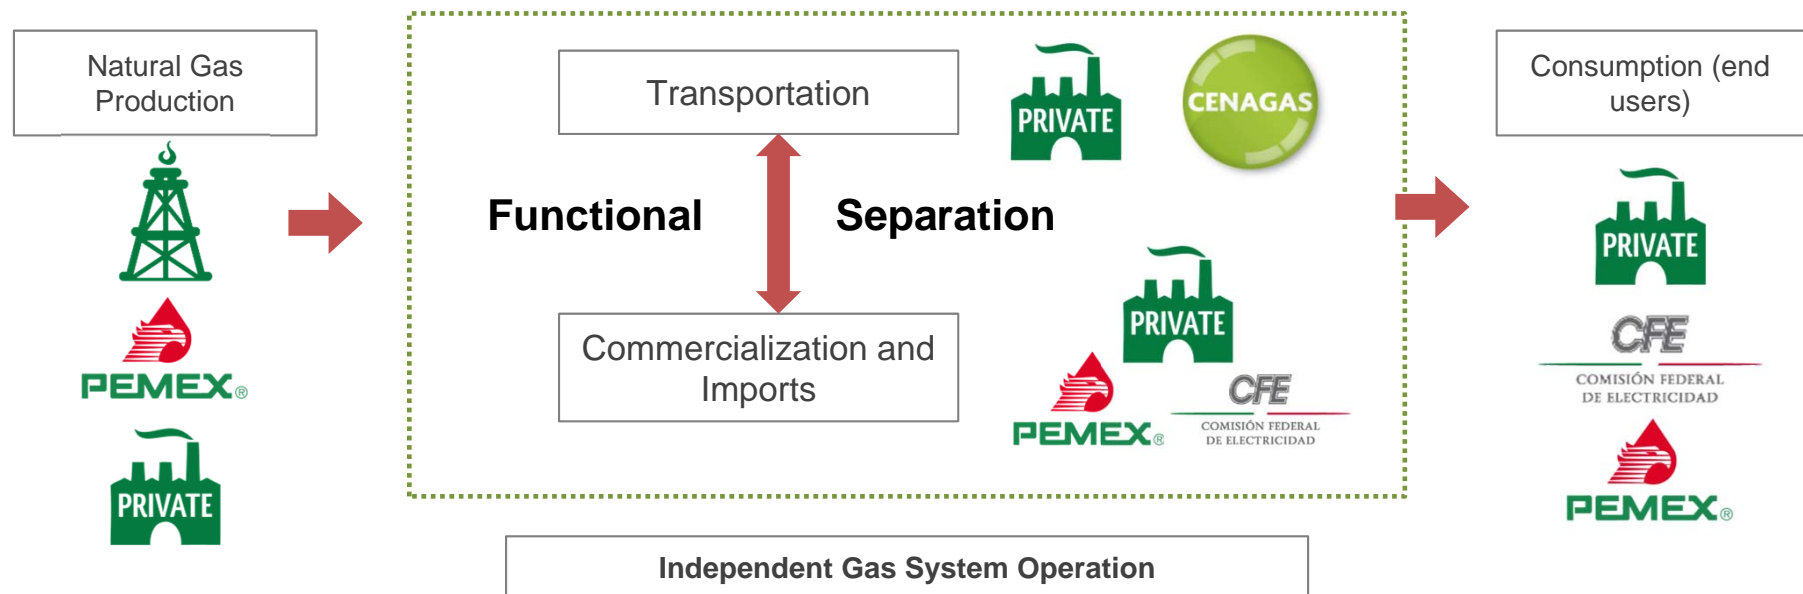 Natural Gas
Production
PEMEX®
PRIVATE
Transportation
PRIVATE
CENAGAS
Functional Separation
Commercialization and
Imports
PRIVATE
PEMEX®
CFE
COMISIÓN FEDERAL
DE ELECTRICIDAD
Independent Gas System Operation
Consumption (end
users)
PRIVATE
CFE
COMISIÓN FEDERAL
DE ELECTRICIDAD
PEMEX®